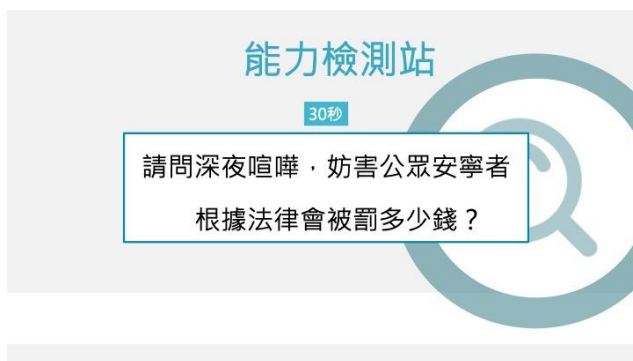 能力檢測站
30秒
請問深夜喧嘩，妨害公眾安寧者
根據法律會被罰多少錢？